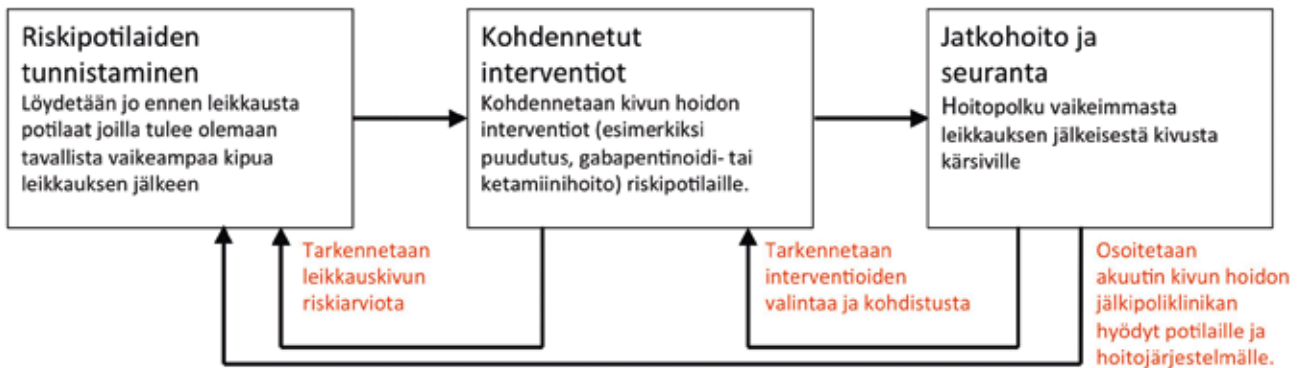 Riskipotilaiden
tunnistaminen
Löydetään jo ennen leikkausta
potilaat joilla tulee olemaan
tavallista vaikeampaa kipua
leikkauksen jälkeen
Kohdennetut
interventiot
Kohdennetaan kivun hoidon
interventiot (esimerkiksi
puudutus, gabapentinoidi- tai
ketamiinihoito) riskipotilaille.
Jatkohoito ja
seuranta
Hoitopolku vaikeimmasta
leikkauksen jälkeisestä kivusta
kärsiville
Tarkennetaan
leikkauskivun
riskiarviota
Tarkennetaan
interventioiden
valintaa ja kohdistusta
Osoitetaan
akuutin kivun hoidon
jälkipoliklinikan
hyödyt potilaille ja
hoitojärjestelmälle.